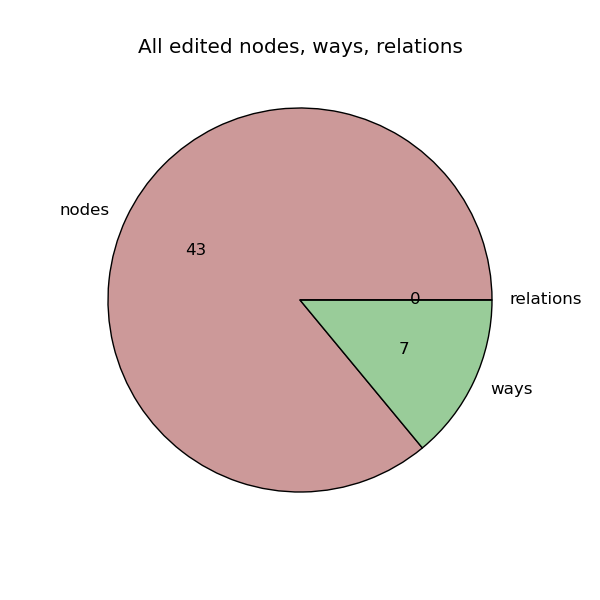 All edited nodes, ways, relations
nodes
43
0
relations
7
ways